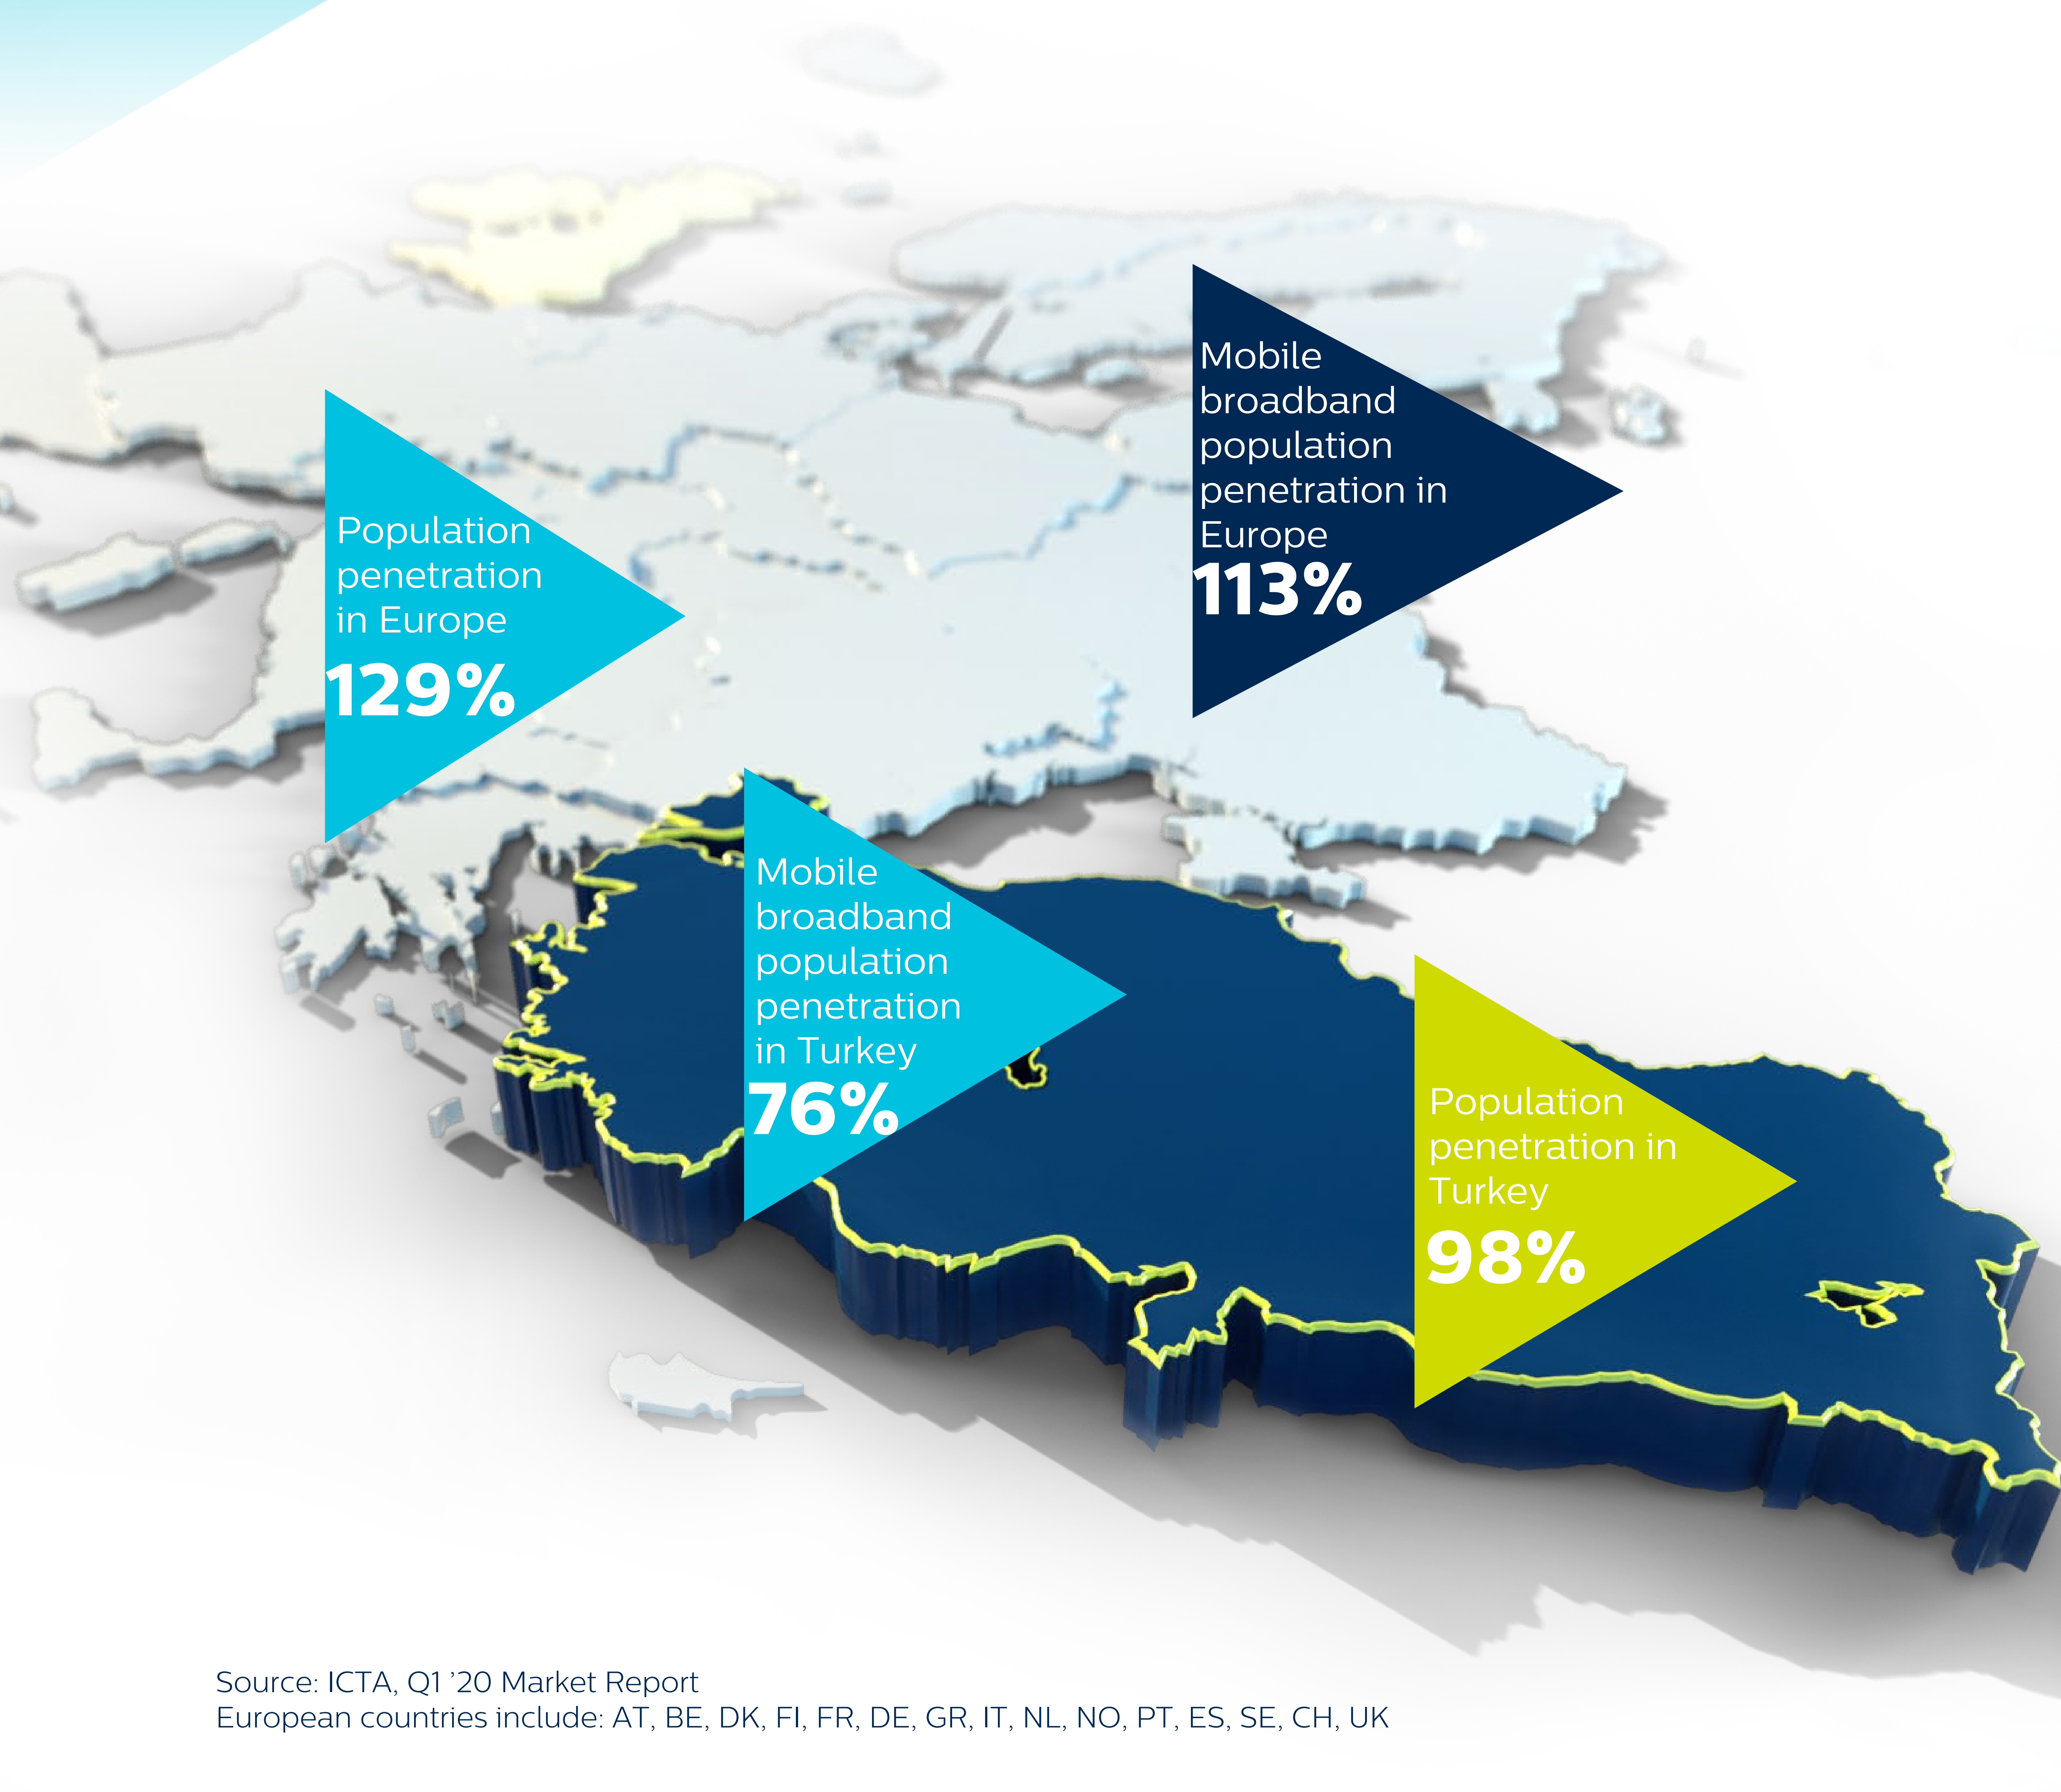 Mobile
broadband
population
penetration in
Europe
113%
Population
penetration
in Europe
129%
Mobile
broadband
population
penetration
in Turkey
76%
Population
penetration in
Turkey
98%
Source: ICTA, Q1 ’20 Market Report
European countries include: AT, BE, DK, FI, FR, DE, GR, IT, NL, NO, PT, ES, SE, CH, UK